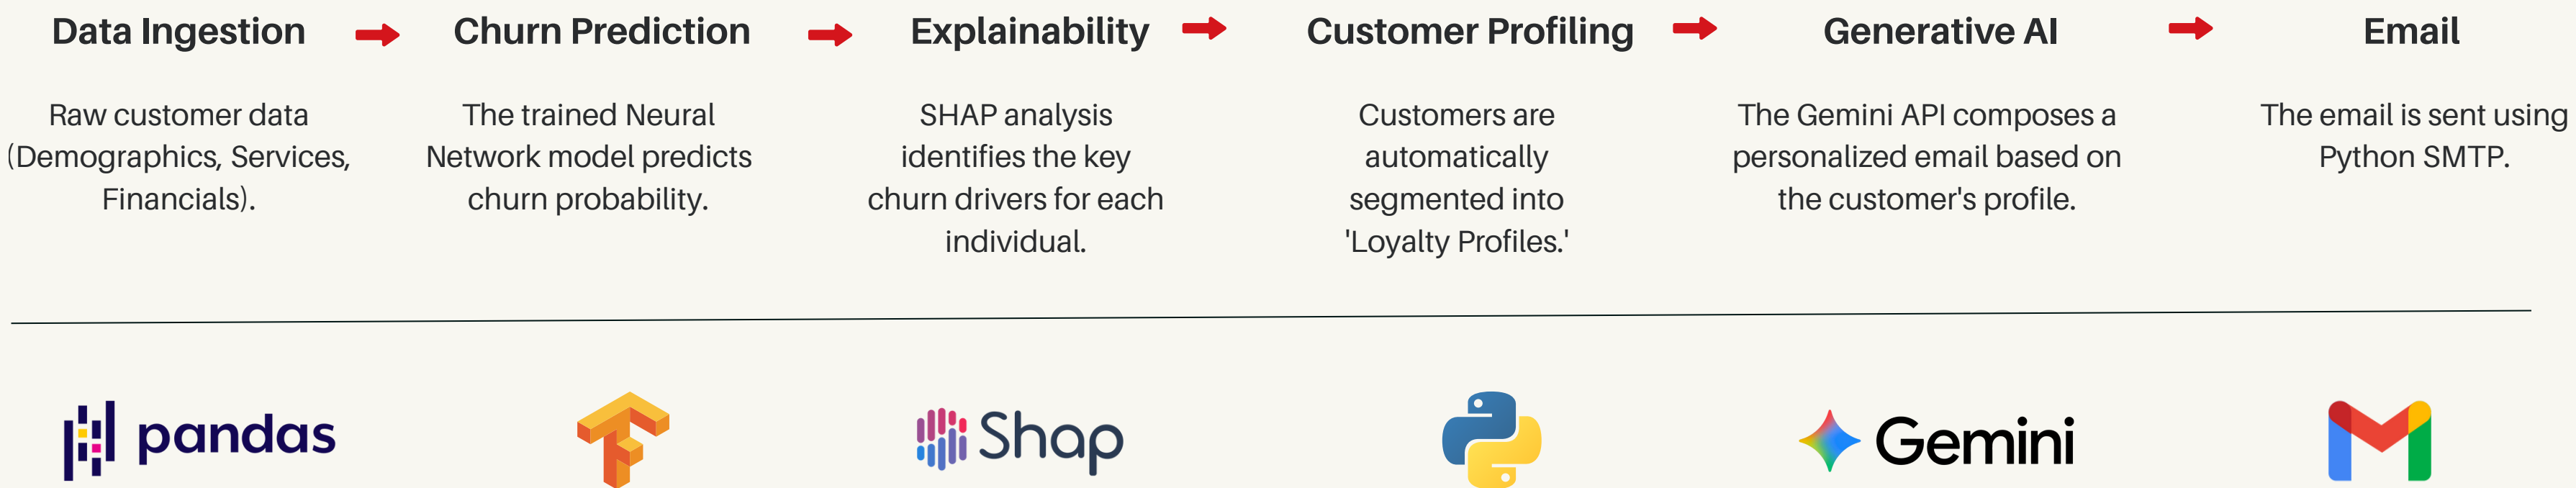 Data Ingestion
Raw customer data
(Demographics, Services,
Financials).
Churn Prediction
The trained Neural
Network model predicts
churn probability.
Explainability
SHAP analysis
identifies the key
churn drivers for each
individual.
Customer Profiling
Customers are
automatically
segmented into
'Loyalty Profiles.'
Generative AI
The Gemini API composes a
personalized email based on
the customer's profile.
Email
The email is sent using
Python SMTP.
pandas
Shap
Gemini